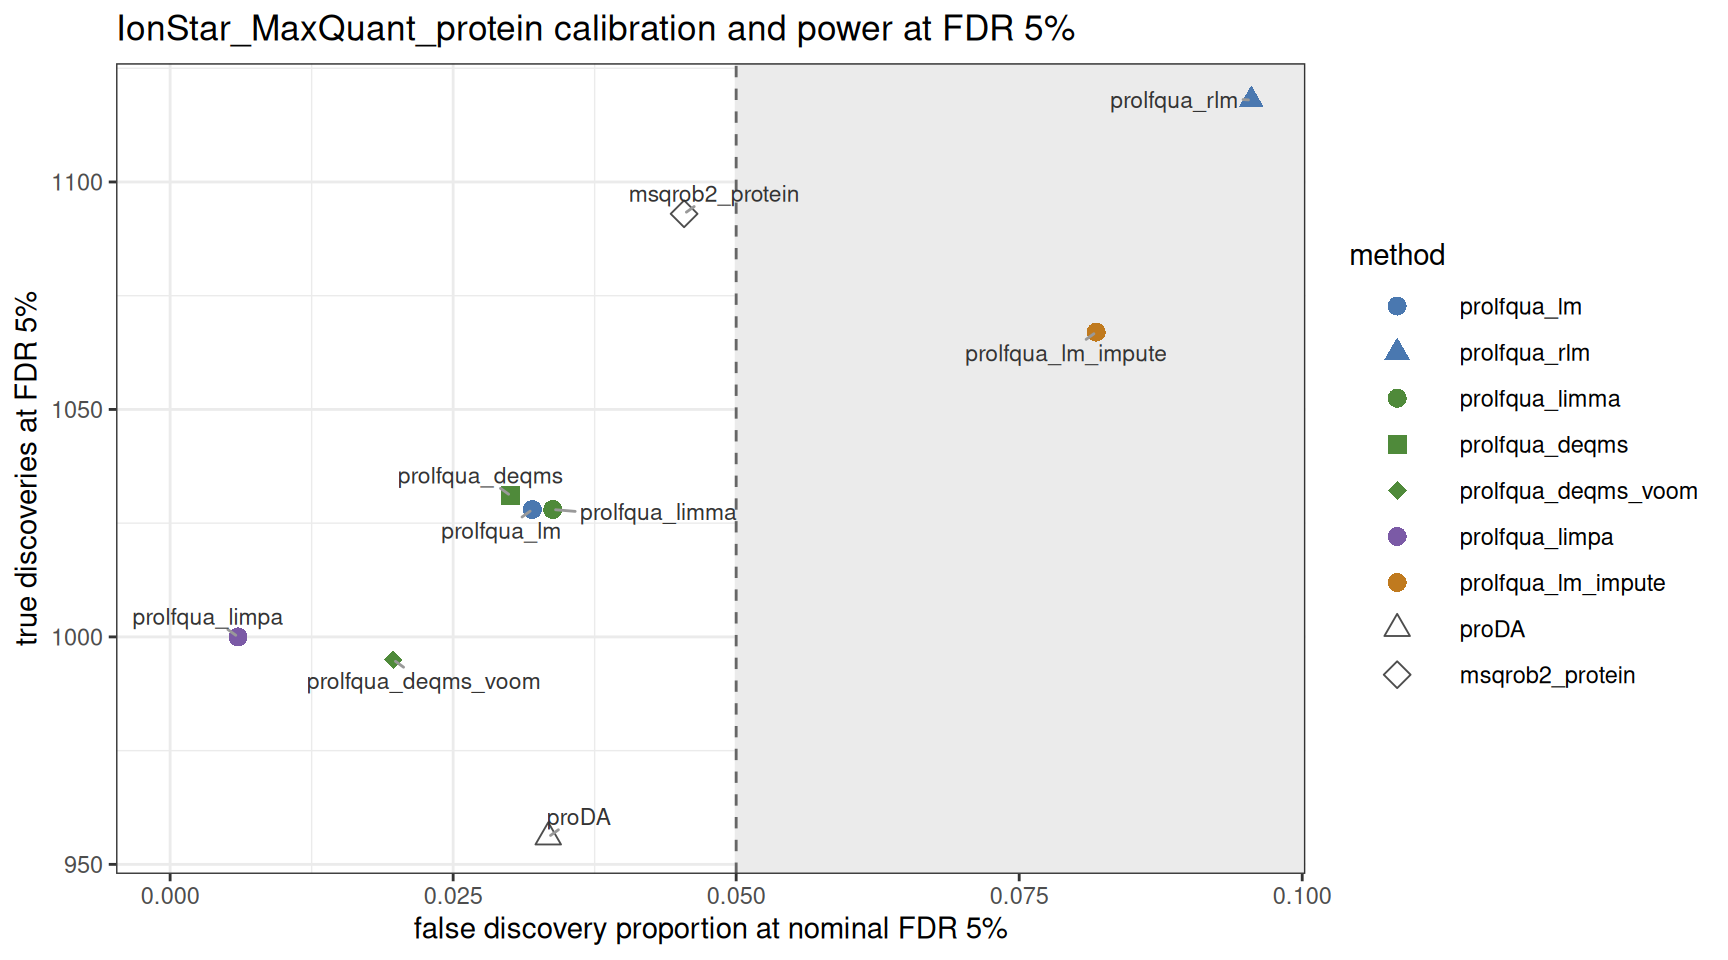 IonStar_MaxQuant_protein calibration and power at FDR 5%
true discoveries at FDR 5%
1100
1050
1000
950
prolfqua_rlm
msqrob2_protein
prolfqua_lm_impute
prolfqua_deqms
prolfqua_limma
prolfqua_lm
prolfqua_limpa
prolfqua_deqms_voom
proDA
0.000
0.025
0.050
0.075
0.100
false discovery proportion at nominal FDR 5%
method
prolfqua_lm
prolfqua_rlm
prolfqua_limma
prolfqua_deqms
prolfqua_deqms_voom
prolfqua_limpa
prolfqua_lm_impute
proDA
msqrob2_protein